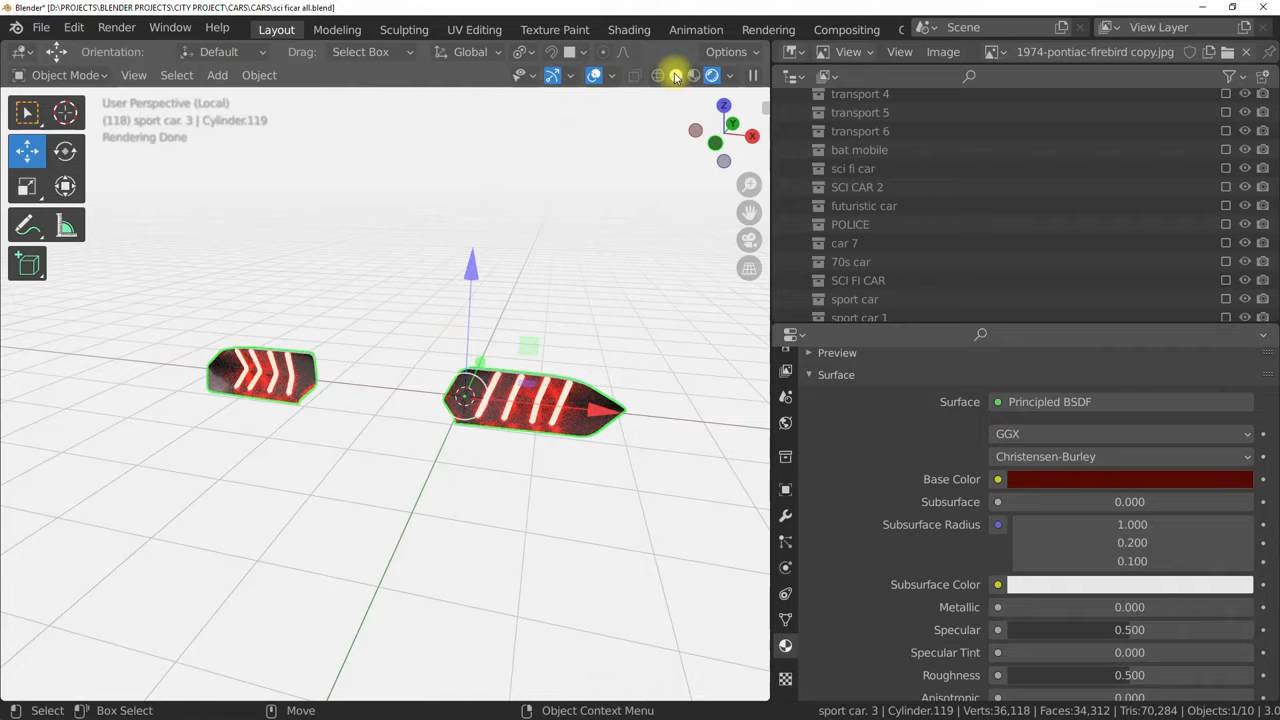 Blender* [D:\PROJECTS\BLENDER PROJECTS\CITY PROJECT\CARS\CARS\sci ficar all.blend]
File Edit Render Window Help Layout Modeling Sculpting UV Editing Texture Paint Shading Animation Rendering Compositing Scene View Layer
Orientation: Default Drag: Select Box Global Options View View Image 1974-pontiac-firebird copy.jpg
Object Mode View Select Add Object
User Perspective (Local)
(118) sport car. 3 | Cylinder.119
Rendering Done
Z
Y
X
transport 4
transport 5
transport 6
bat mobile
sci fi car
SCI CAR 2
futuristic car
POLICE
car 7
70s car
SCI FI CAR
sport car
sport car 1
Preview
Surface
Surface Principled BSDF
GGX
Christensen-Burley
Base Color
Subsurface 0.000
Subsurface Radius 1.000
0.200
0.100
Subsurface Color
Metallic 0.000
Specular 0.500
Specular Tint 0.000
Roughness 0.500
Anisotropic 0.000
Select Box Select Move Object Context Menu sport car. 3 | Cylinder.119 Verts:36,118 Faces:34,312 Tris:70,284 Objects:1/10 3.0